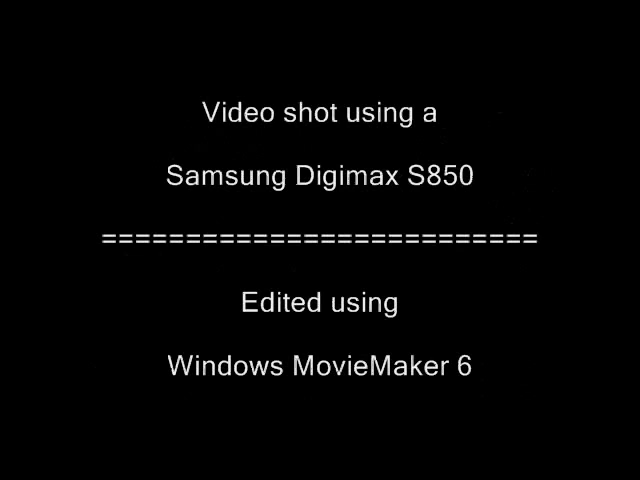 Video shot using a
Samsung Digimax S850
==========================
Edited using
Windows MovieMaker 6